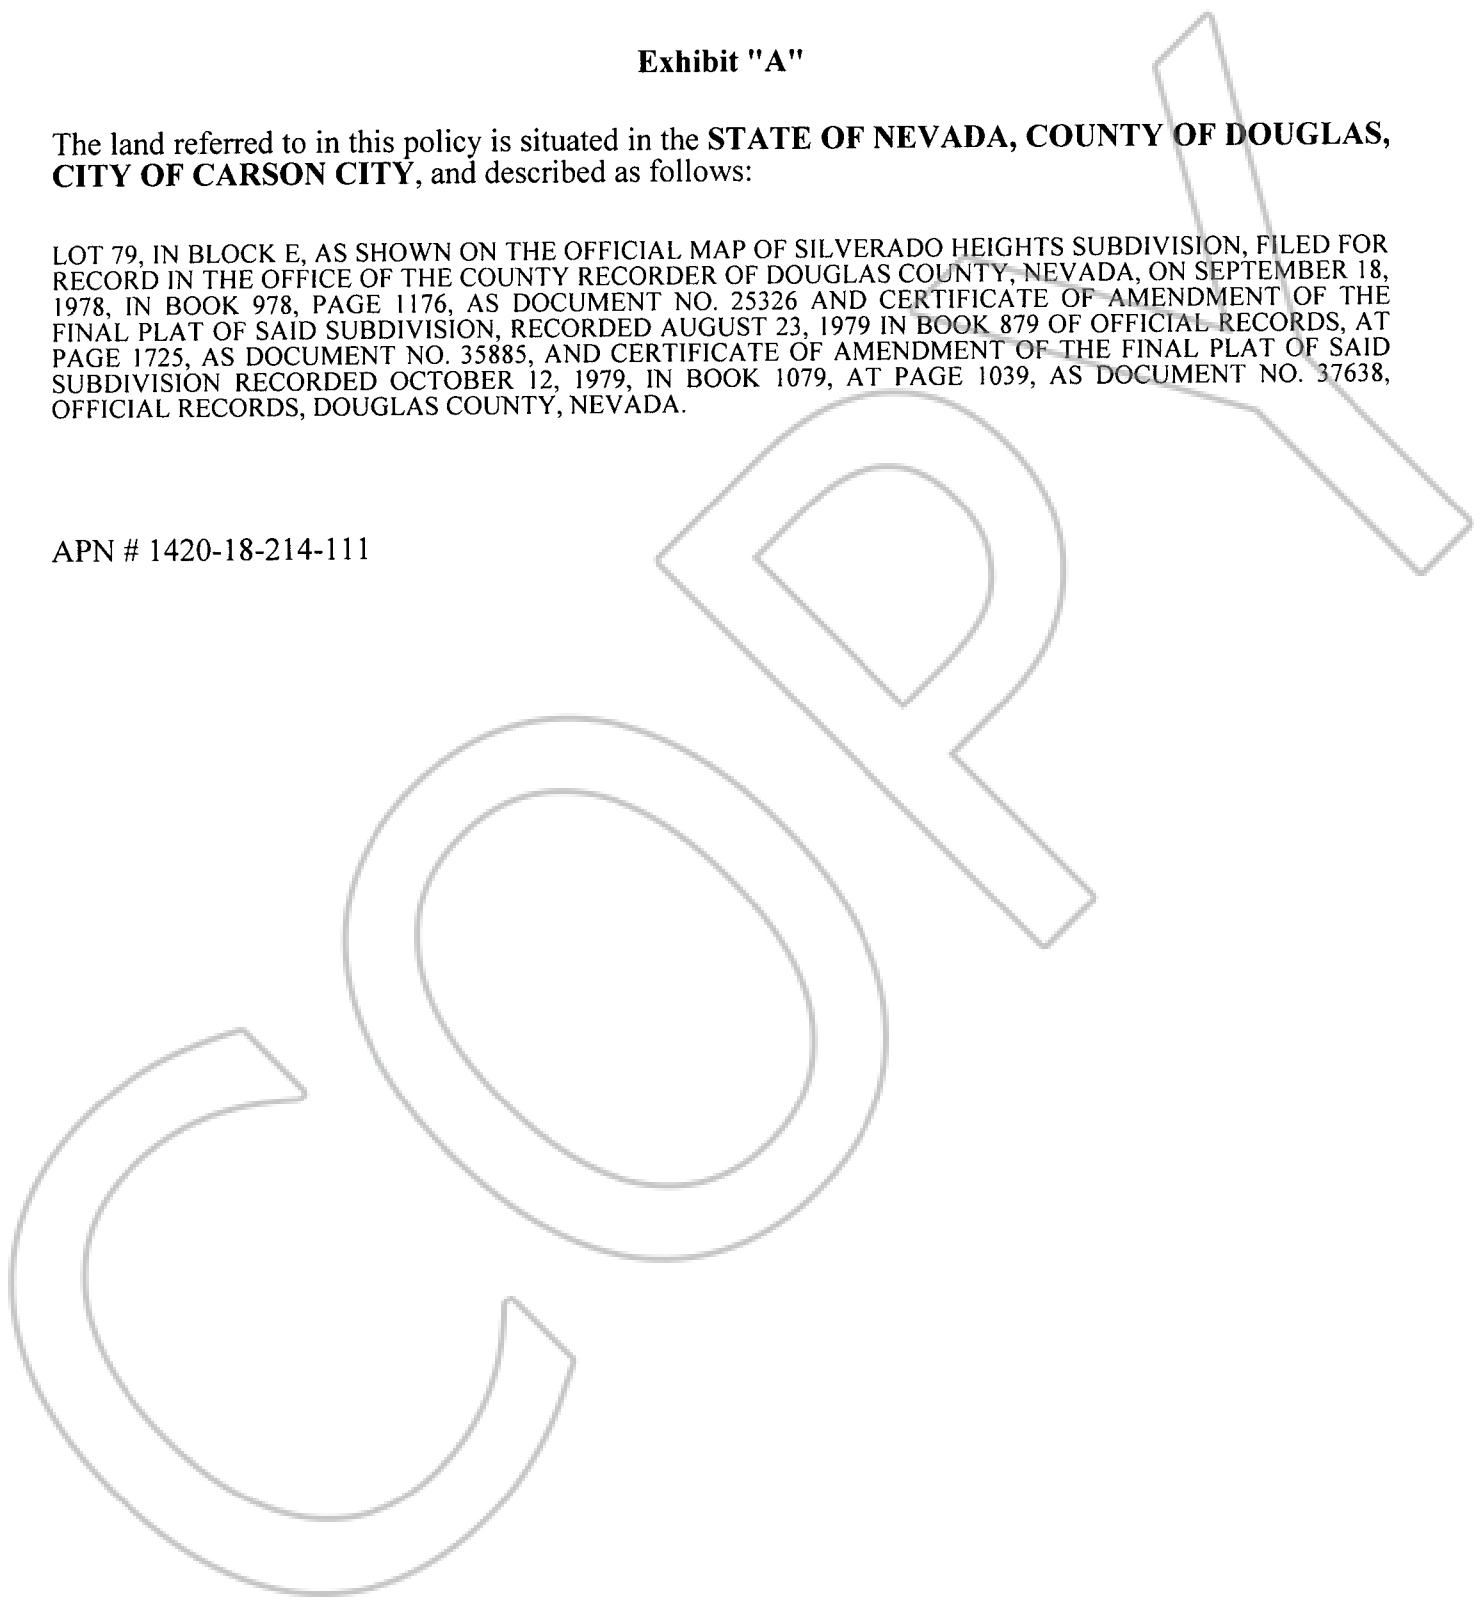 Exhibit "A"
The land referred to in this policy is situated in the STATE OF NEVADA, COUNTY OF DOUGLAS,
CITY OF CARSON CITY, and described as follows:
LOT 79, IN BLOCK E, AS SHOWN ON THE OFFICIAL MAP OF SILVERADO HEIGHTS SUBDIVISION, FILED FOR
RECORD IN THE OFFICE OF THE COUNTY RECORDER OF DOUGLAS COUNTY, NEVADA, ON SEPTEMBER 18,
1978, IN BOOK 978, PAGE 1176, AS DOCUMENT NO. 25326 AND CERTIFICATE OF AMENDMENT OF THE
FINAL PLAT OF SAID SUBDIVISION, RECORDED AUGUST 23, 1979 IN BOOK 879 OF OFFICIAL RECORDS, AT
PAGE 1725, AS DOCUMENT NO. 35885, AND CERTIFICATE OF AMENDMENT OF THE FINAL PLAT OF SAID
SUBDIVISION RECORDED OCTOBER 12, 1979, IN BOOK 1079, AT PAGE 1039, AS DOCUMENT NO. 37638,
OFFICIAL RECORDS, DOUGLAS COUNTY, NEVADA.
APN # 1420-18-214-111
COPY